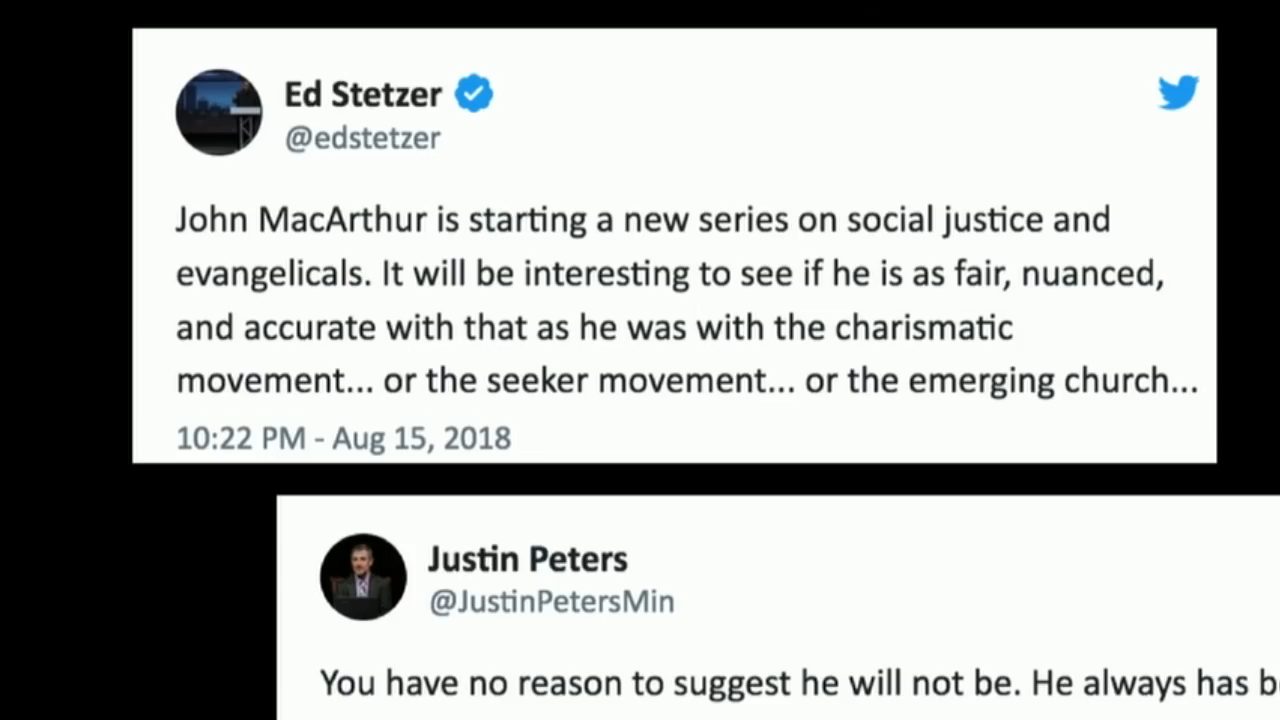 Ed Stetzer
@edstetzer
John MacArthur is starting a new series on social justice and
evangelicals. It will be interesting to see if he is as fair, nuanced,
and accurate with that as he was with the charismatic
movement... or the seeker movement... or the emerging church...
10:22 PM - Aug 15, 2018
Justin Peters
@JustinPetersMin
You have no reason to suggest he will not be. He always has